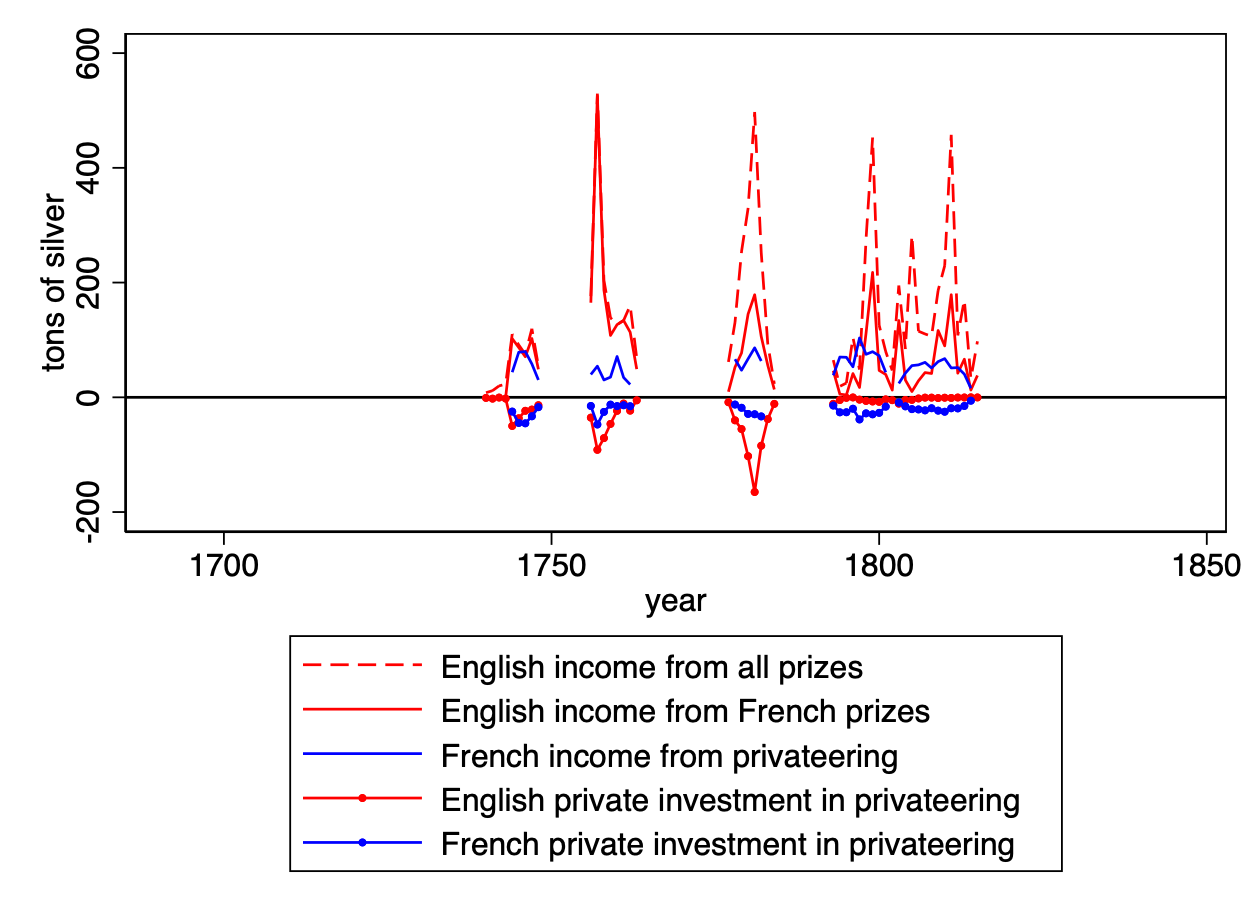 600
400
200
0
-200
tons of silver
1700 1750 1800 1850
year
English income from all prizes
English income from French prizes
French income from privateering
English private investment in privateering
French private investment in privateering